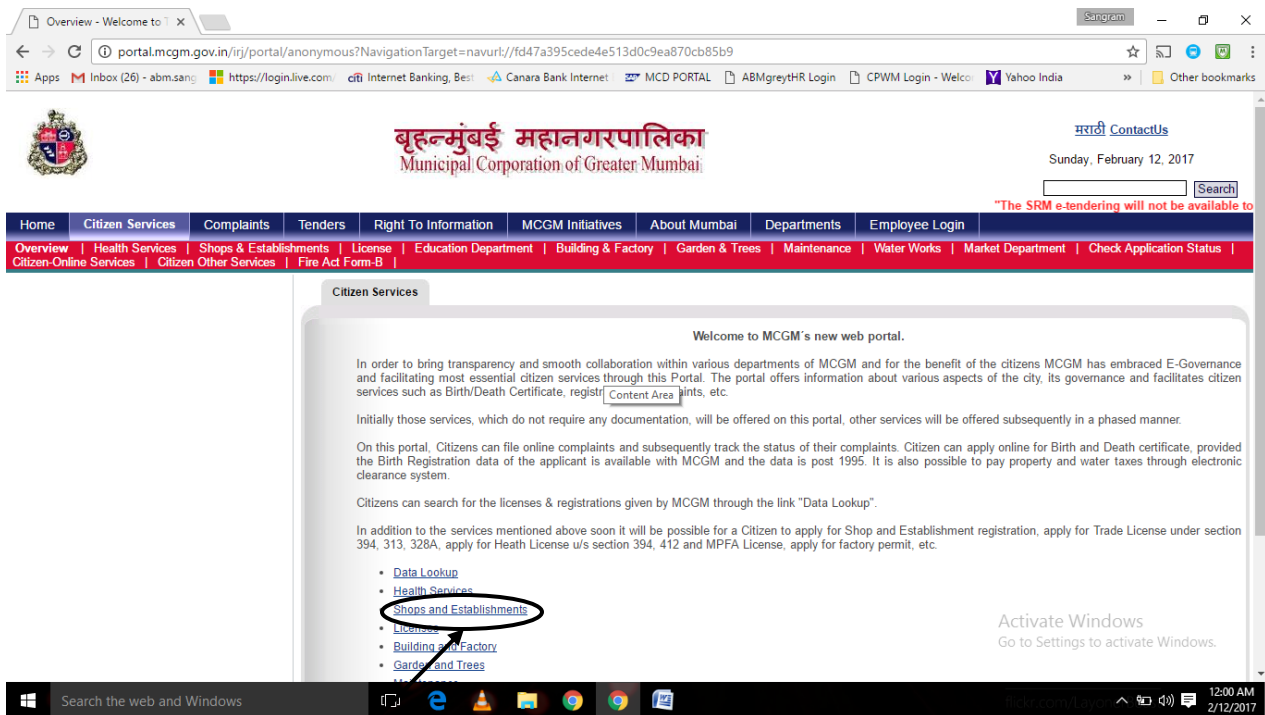 Overview - Welcome to T
Sangram
portal.mcgm.gov.in/irj/portal/anonymous?NavigationTarget=navurl://fd47a395cede4e513d0c9ea870cb85b9
Apps Inbox (26) - abm.sang https://login.live.com/ Internet Banking, Best Canara Bank Internet MCD PORTAL ABMgreytHR Login CPWM Login - Welco Yahoo India » Other bookmarks
बृहन्मुंबई महानगरपालिका
Municipal Corporation of Greater Mumbai
मराठी ContactUs
Sunday, February 12, 2017
Search
"The SRM e-tendering will not be available to
Home Citizen Services Complaints Tenders Right To Information MCGM Initiatives About Mumbai Departments Employee Login
Overview | Health Services | Shops & Establishments | License | Education Department | Building & Factory | Garden & Trees | Maintenance | Water Works | Market Department | Check Application Status |
Citizen-Online Services | Citizen Other Services | Fire Act Form-B |
Citizen Services
Welcome to MCGM´s new web portal.
In order to bring transparency and smooth collaboration within various departments of MCGM and for the benefit of the citizens MCGM has embraced E-Governance
and facilitating most essential citizen services through this Portal. The portal offers information about various aspects of the city, its governance and facilitates citizen
services such as Birth/Death Certificate, registr aints, etc.
Content Area
Initially those services, which do not require any documentation, will be offered on this portal, other services will be offered subsequently in a phased manner.
On this portal, Citizens can file online complaints and subsequently track the status of their complaints. Citizen can apply online for Birth and Death certificate, provided
the Birth Registration data of the applicant is available with MCGM and the data is post 1995. It is also possible to pay property and water taxes through electronic
clearance system.
Citizens can search for the licenses & registrations given by MCGM through the link "Data Lookup".
In addition to the services mentioned above soon it will be possible for a Citizen to apply for Shop and Establishment registration, apply for Trade License under section
394, 313, 328A, apply for Heath License u/s section 394, 412 and MPFA License, apply for factory permit, etc.
• Data Lookup
• Health Services
• Shops and Establishments
• Licenses
• Building and Factory
• Garden and Trees
• Maintenance
Activate Windows
Go to Settings to activate Windows.
Search the web and Windows
12:00 AM
2/12/2017